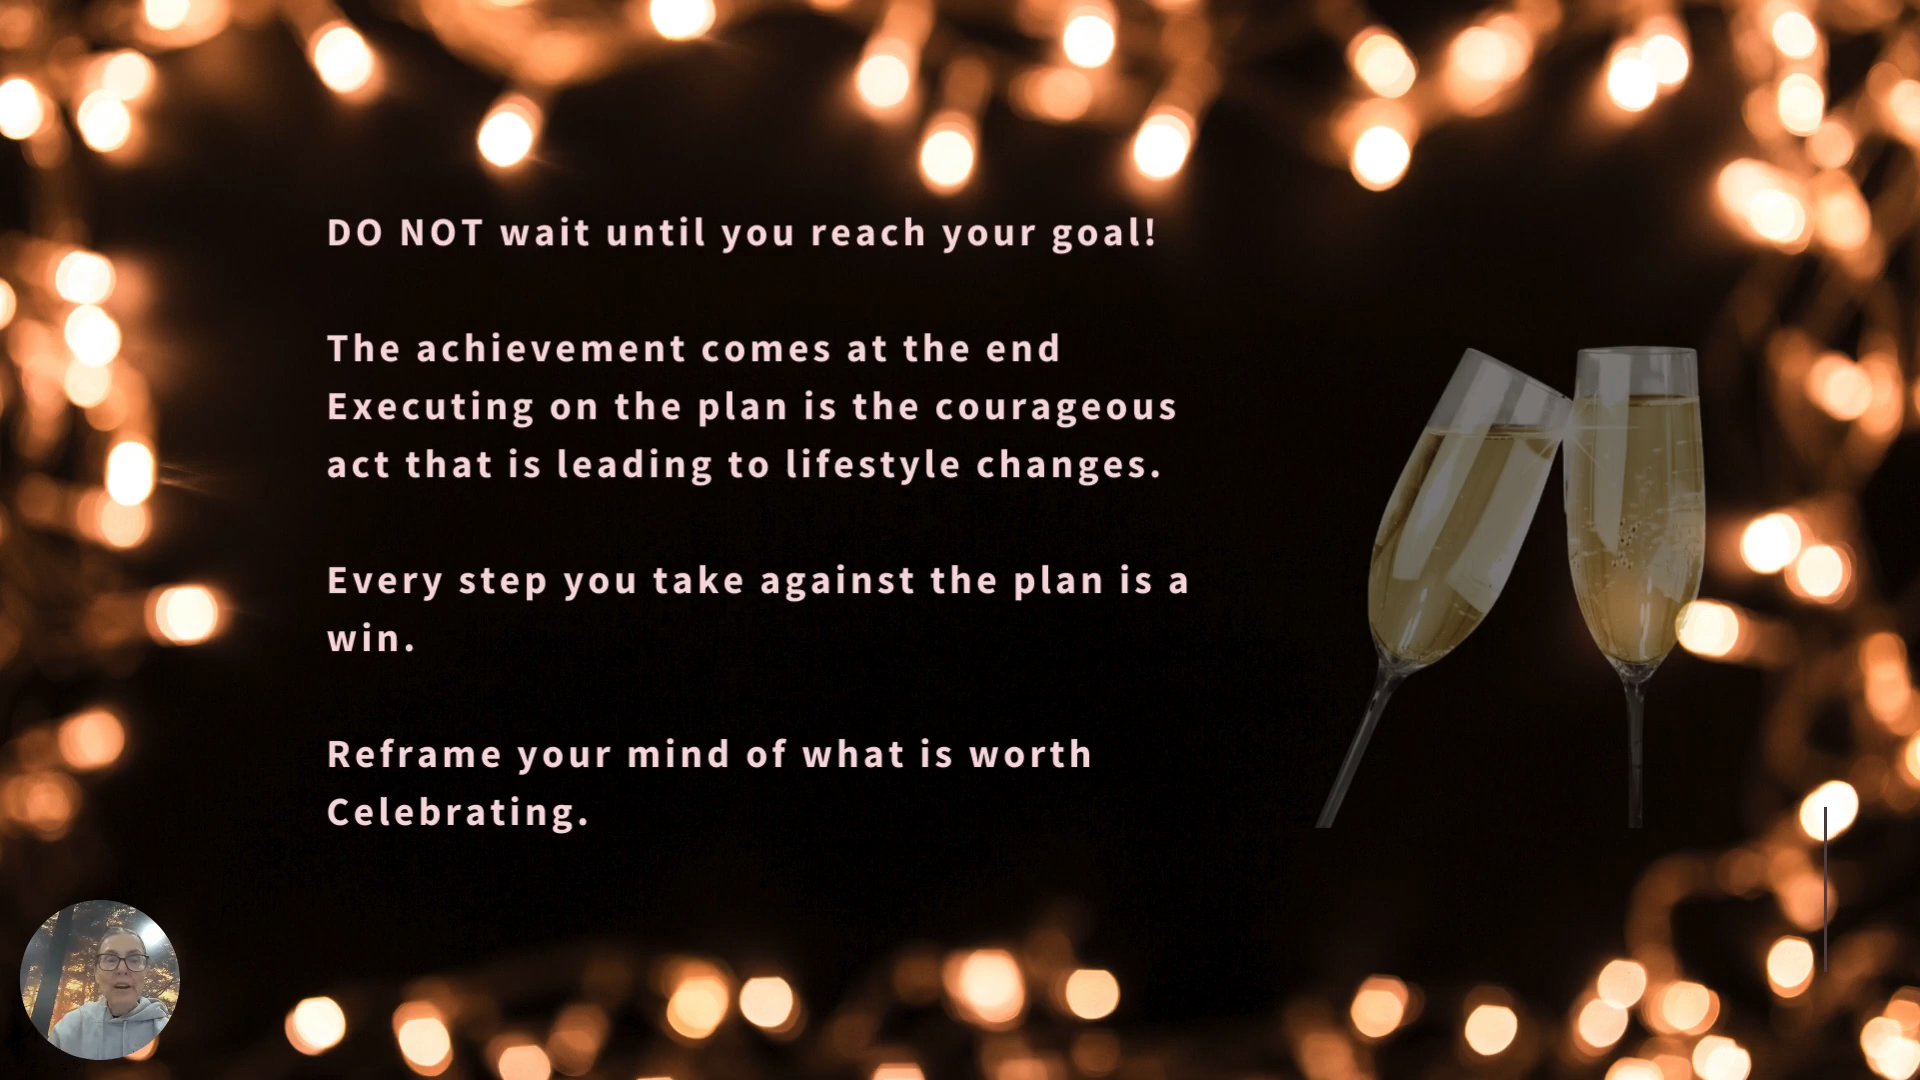 DO NOT wait until you reach your goal!
The achievement comes at the end
Executing on the plan is the courageous
act that is leading to lifestyle changes.
Every step you take against the plan is a
win.
Reframe your mind of what is worth
Celebrating.